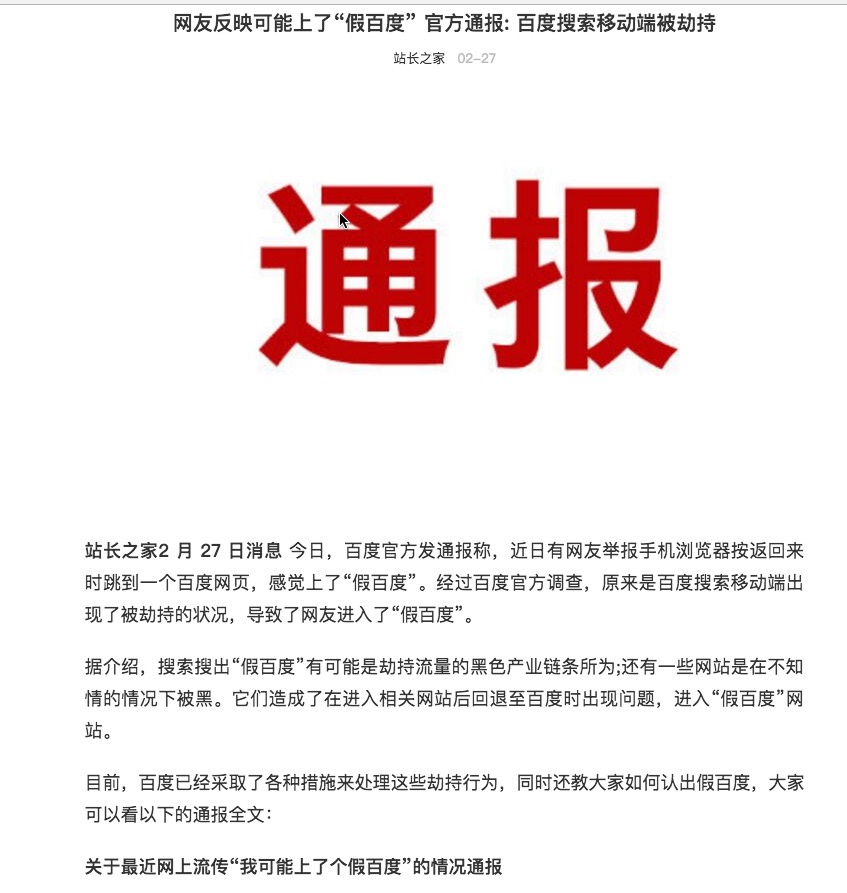 网友反映可能上了“假百度” 官方通报: 百度搜索移动端被劫持
站长之家 02-27
通报
站长之家2 月 27 日消息 今日，百度官方发通报称，近日有网友举报手机浏览器按返回来
时跳到一个百度网页，感觉上了“假百度”。经过百度官方调查，原来是百度搜索移动端出
现了被劫持的状况，导致了网友进入了“假百度”。
据介绍，搜索搜出“假百度”有可能是劫持流量的黑色产业链条所为;还有一些网站是在不知
情的情况下被黑。它们造成了在进入相关网站后回退至百度时出现问题，进入“假百度”网
站。
目前，百度已经采取了各种措施来处理这些劫持行为，同时还教大家如何认出假百度，大家
可以看以下的通报全文：
关于最近网上流传“我可能上了个假百度”的情况通报